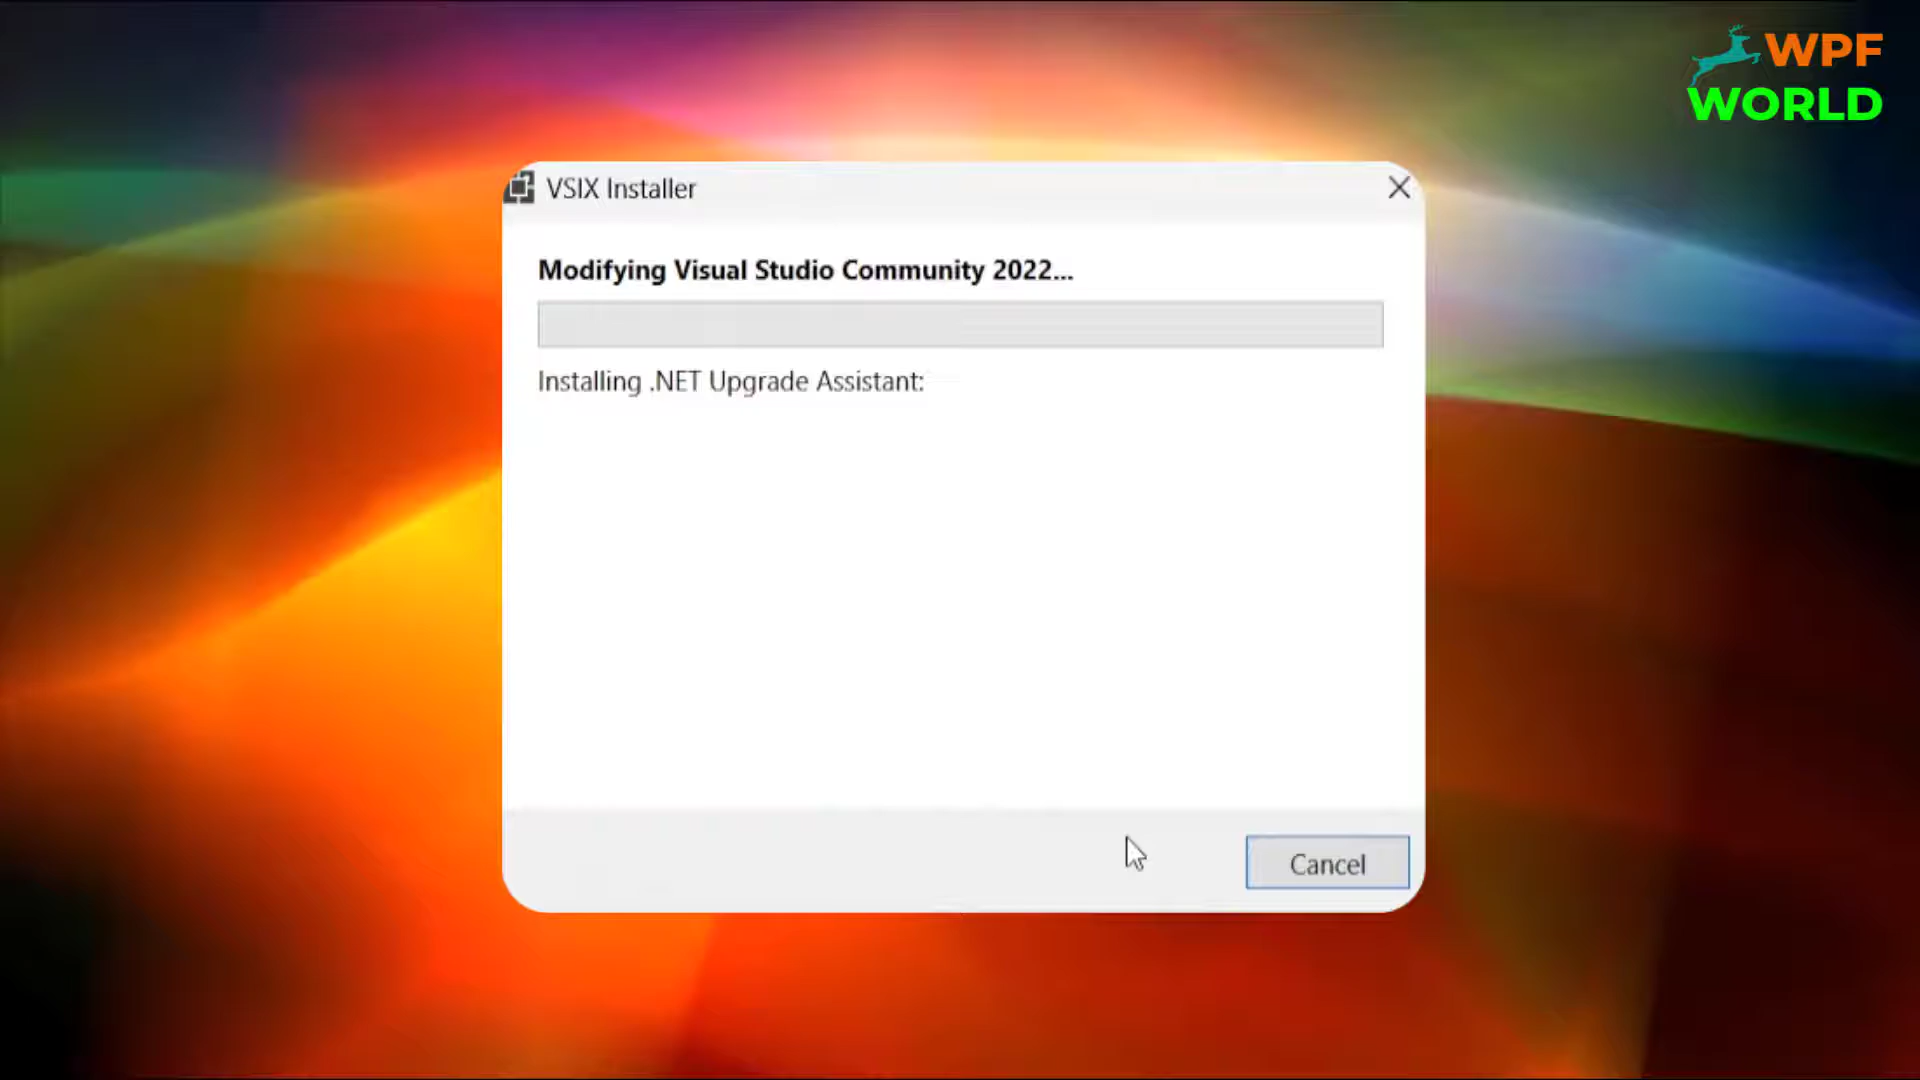 WPF
WORLD
VSIX Installer
Modifying Visual Studio Community 2022...
Installing .NET Upgrade Assistant:
Cancel